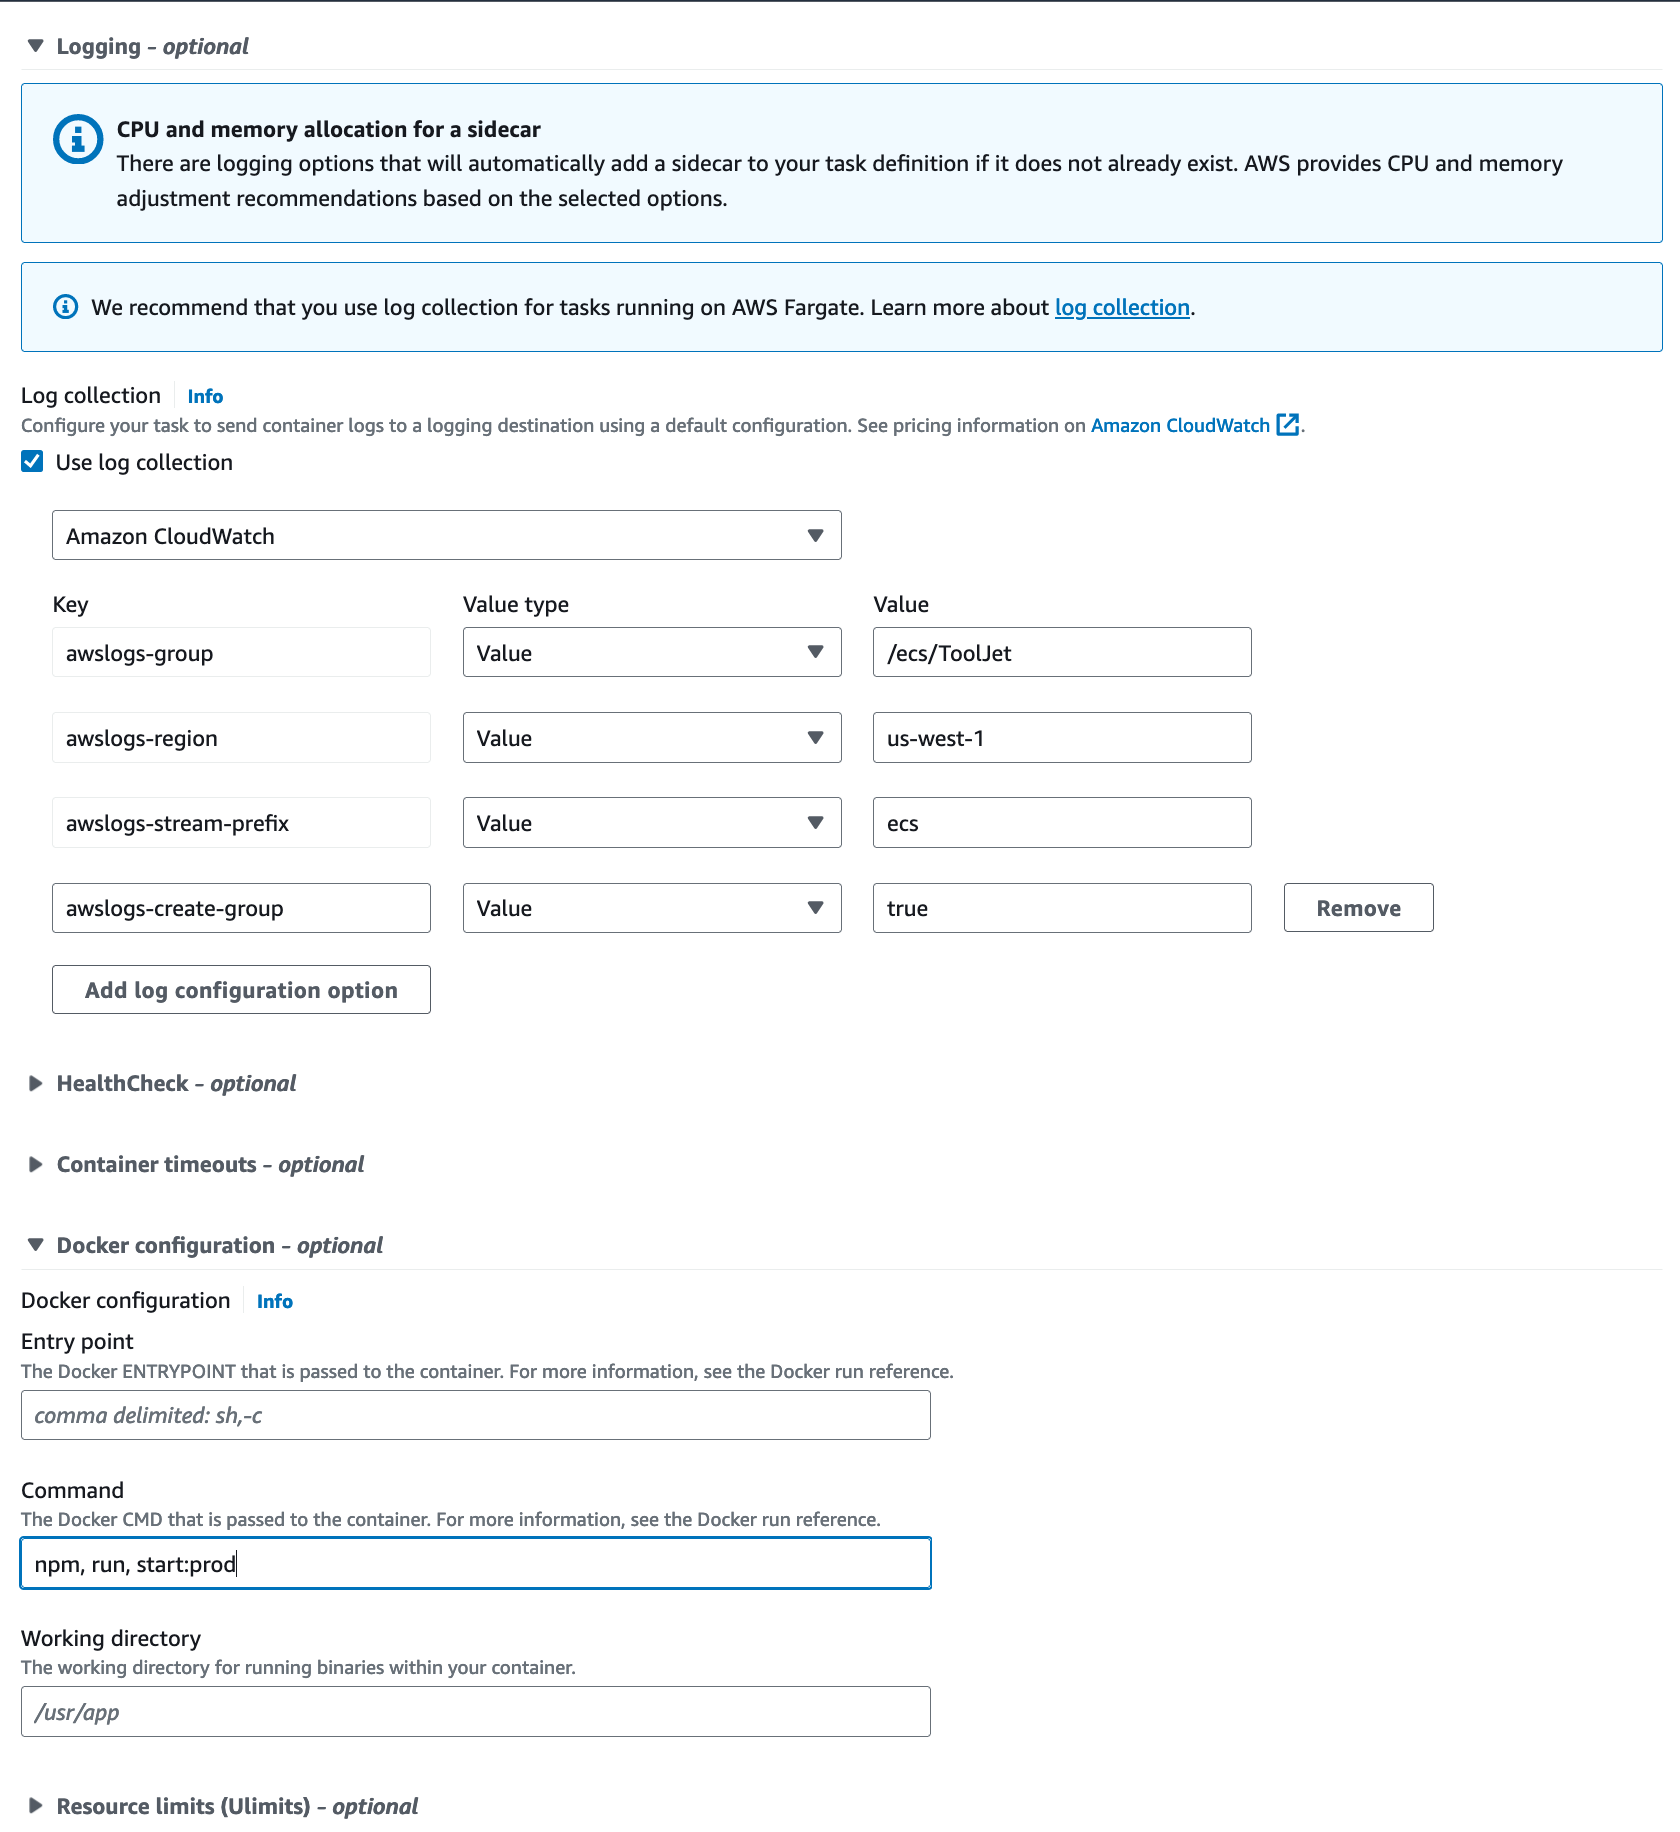 Logging - optional
CPU and memory allocation for a sidecar
There are logging options that will automatically add a sidecar to your task definition if it does not already exist. AWS provides CPU and memory
adjustment recommendations based on the selected options.
We recommend that you use log collection for tasks running on AWS Fargate. Learn more about log collection.
Log collection Info
Configure your task to send container logs to a logging destination using a default configuration. See pricing information on Amazon CloudWatch.
Use log collection
Amazon CloudWatch
Key Value type Value
awslogs-group Value /ecs/ToolJet
awslogs-region Value us-west-1
awslogs-stream-prefix Value ecs
awslogs-create-group Value true Remove
Add log configuration option
HealthCheck - optional
Container timeouts - optional
Docker configuration - optional
Docker configuration Info
Entry point
The Docker ENTRYPOINT that is passed to the container. For more information, see the Docker run reference.
comma delimited: sh,-c
Command
The Docker CMD that is passed to the container. For more information, see the Docker run reference.
npm, run, start:prod
Working directory
The working directory for running binaries within your container.
/usr/app
Resource limits (Ulimits) - optional